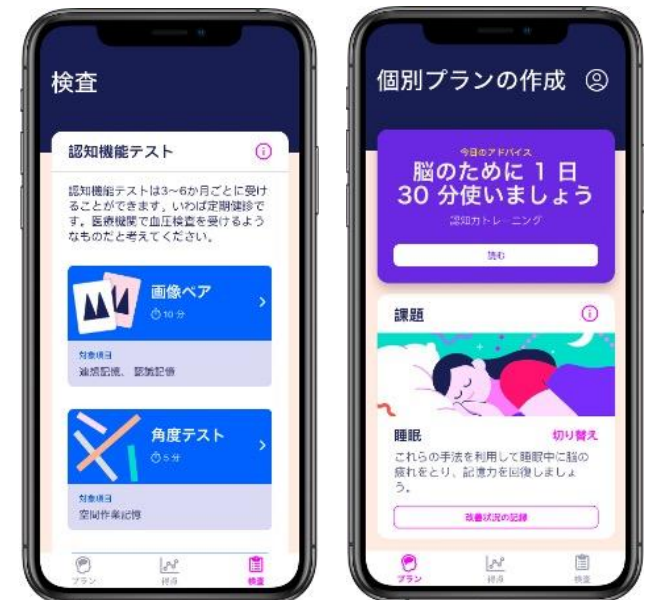 検査
認知機能テスト
認知機能テストは3~6か月ごとに受け
ることができます。いわば定期健診で
す。医療機関で血圧検査を受けるよう
なものだと考えてください。
画像ペア
10 分
対象項目
連想記憶、 認識記憶
角度テスト
5 分
対象項目
空間作業記憶
プラン
得点
検査
個別プランの作成
今日のアドバイス
脳のために 1 日
30 分使いましょう
認知力トレーニング
読む
課題
睡眠
切り替え
これらの手法を利用して睡眠中に脳の
疲れをとり、記憶力を回復しましょ
う。
改善状況の記録
プラン
得点
検査